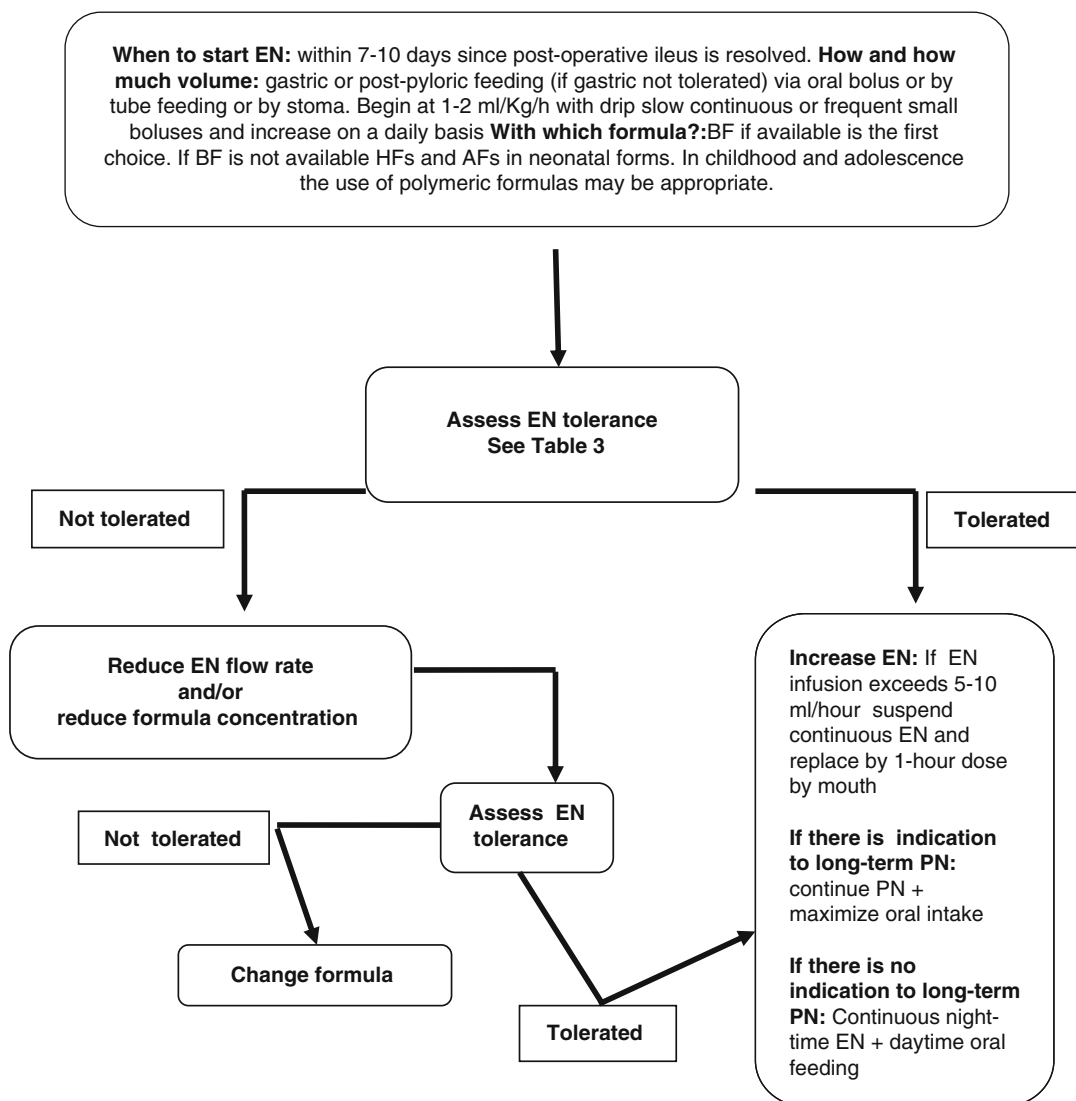 When to start EN: within 7-10 days since post-operative ileus is resolved. How and how
much volume: gastric or post-pyloric feeding (if gastric not tolerated) via oral bolus or by
tube feeding or by stoma. Begin at 1-2 ml/Kg/h with drip slow continuous or frequent small
boluses and increase on a daily basis With which formula?:BF if available is the first
choice. If BF is not available HFs and AFs in neonatal forms. In childhood and adolescence
the use of polymeric formulas may be appropriate.
Assess EN tolerance
See Table 3
Not tolerated
Tolerated
Reduce EN flow rate
and/or
reduce formula concentration
Assess EN
tolerance
Not tolerated
Change formula
Tolerated
Increase EN: If EN
infusion exceeds 5-10
ml/hour suspend
continuous EN and
replace by 1-hour dose
by mouth
If there is indication
to long-term PN:
continue PN +
maximize oral intake
If there is no
indication to long-term
PN: Continuous night-
time EN + daytime oral
feeding